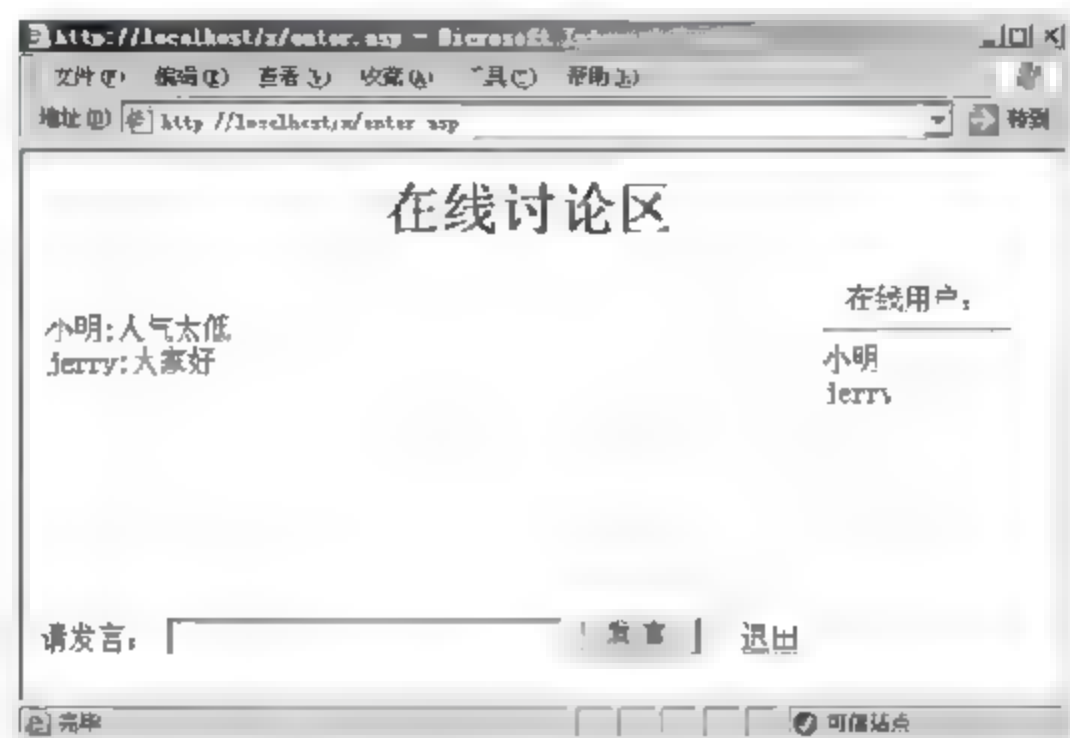 http://localhost/x/enter.asp - Microsoft
文件(F) 编辑(E) 查看(V) 收藏(A) 工具(T) 帮助(H)
地址(D) http://localhost/x/enter.asp 转到
在线讨论区
在线用户：
小明:人气太低
jerry:大家好
小明
jerry
请发言： 发言 退出
完毕 可信站点